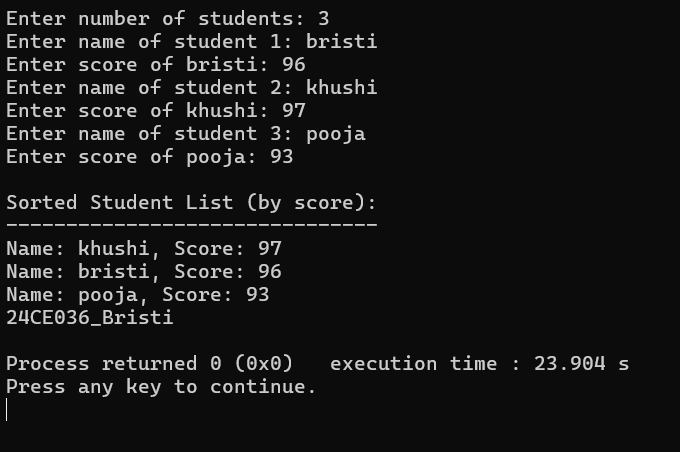 Enter number of students: 3
Enter name of student 1: bristi
Enter score of bristi: 96
Enter name of student 2: khushi
Enter score of khushi: 97
Enter name of student 3: pooja
Enter score of pooja: 93

Sorted Student List (by score):
-------------------------------
Name: khushi, Score: 97
Name: bristi, Score: 96
Name: pooja, Score: 93
24CE036_Bristi

Process returned 0 (0x0)   execution time : 23.904 s
Press any key to continue.